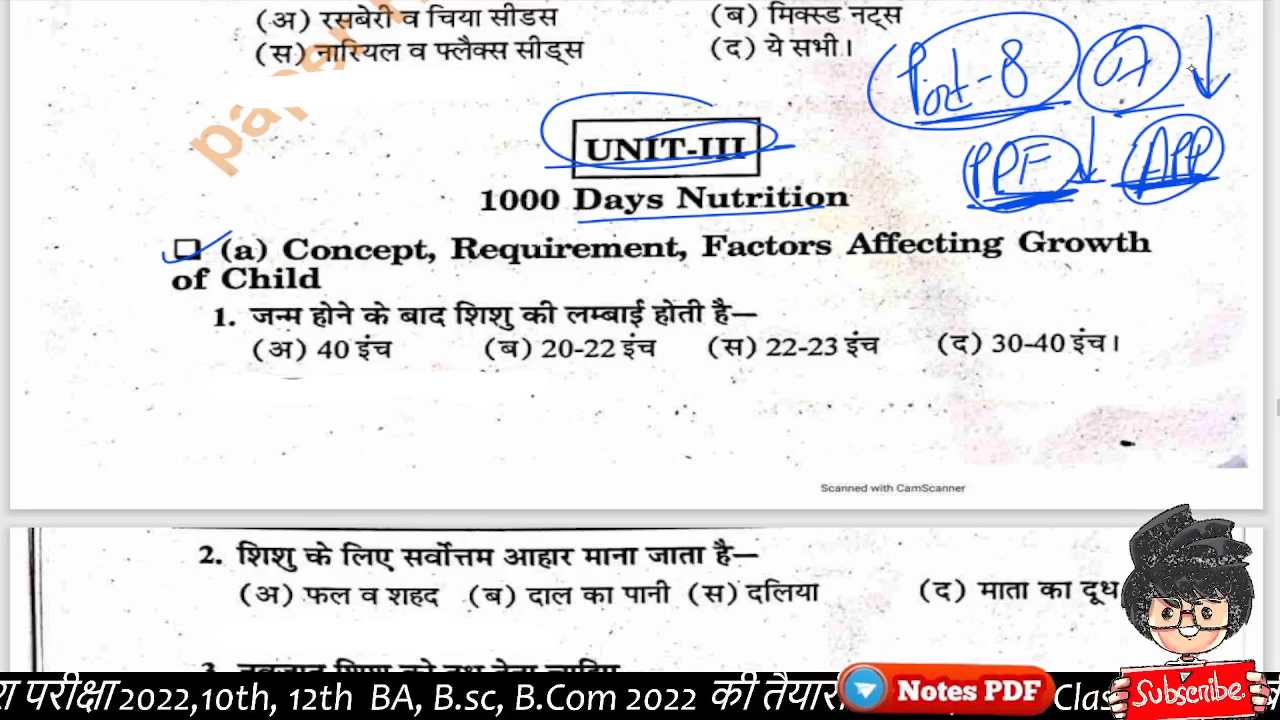 (अ) रसबेरी व चिया सीडस (ब) मिक्स्ड नट्स
(स) नारियल व फ्लैक्स सीड्स (द) ये सभी।
Part-8 07
UNIT-III
PDF APP
1000 Days Nutrition
(a) Concept, Requirement, Factors Affecting Growth
of Child
1. जन्म होने के बाद शिशु की लम्बाई होती है—
(अ) 40 इंच (ब) 20-22 इंच (स) 22-23 इंच (द) 30-40 इंच।
Scanned with CamScanner
2. शिशु के लिए सर्वोत्तम आहार माना जाता है—
(अ) फल व शहद (ब) दाल का पानी (स) दलिया (द) माता का दूध
परीक्षा 2022,10th, 12th BA, B.sc, B.Com 2022 की Notes PDF Subscribe